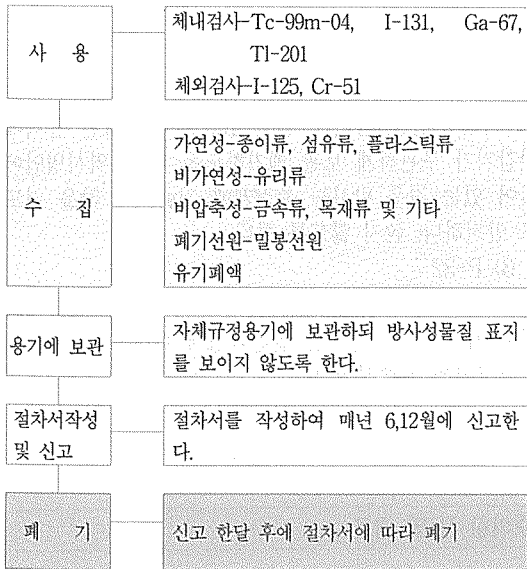 사 용
체내검사-Tc-99m-04, I-131, Ga-67,
Tl-201
체외검사-I-125, Cr-51
수 집
가연성-종이류, 섬유류, 플라스틱류
비가연성-유리류
비압축성-금속류, 목재류 및 기타
폐기선원-밀봉선원
유기폐액
용기에 보관
자체규정용기에 보관하되 방사성물질 표지
를 보이지 않도록 한다.
절차서작성
및 신고
절차서를 작성하여 매년 6,12월에 신고한
다.
폐 기
신고 한달 후에 절차서에 따라 폐기